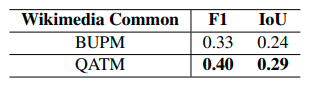 Wikimedia Common F1 IoU
BUPM 0.33 0.24
QATM 0.40 0.29